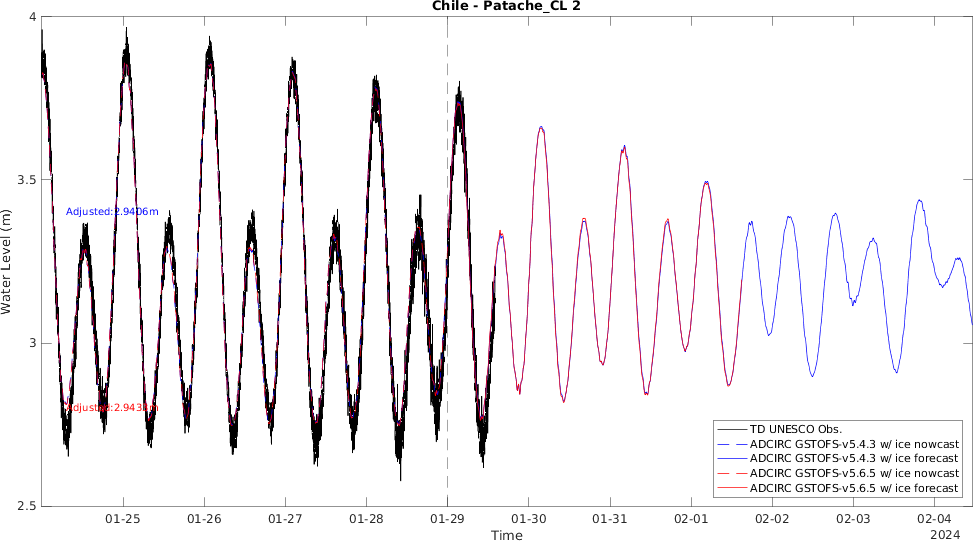 Chile - Patache_CL 2
4
3.5
3
2.5
Water Level (m)
Adjusted:2.9406m
Adjusted:2.9434m
TD UNESCO Obs.
ADCIRC GSTOFS-v5.4.3 w/ ice nowcast
ADCIRC GSTOFS-v5.4.3 w/ ice forecast
ADCIRC GSTOFS-v5.6.5 w/ ice nowcast
ADCIRC GSTOFS-v5.6.5 w/ ice forecast
01-25 01-26 01-27 01-28 01-29 01-30 01-31 02-01 02-02 02-03 02-04
Time
2024